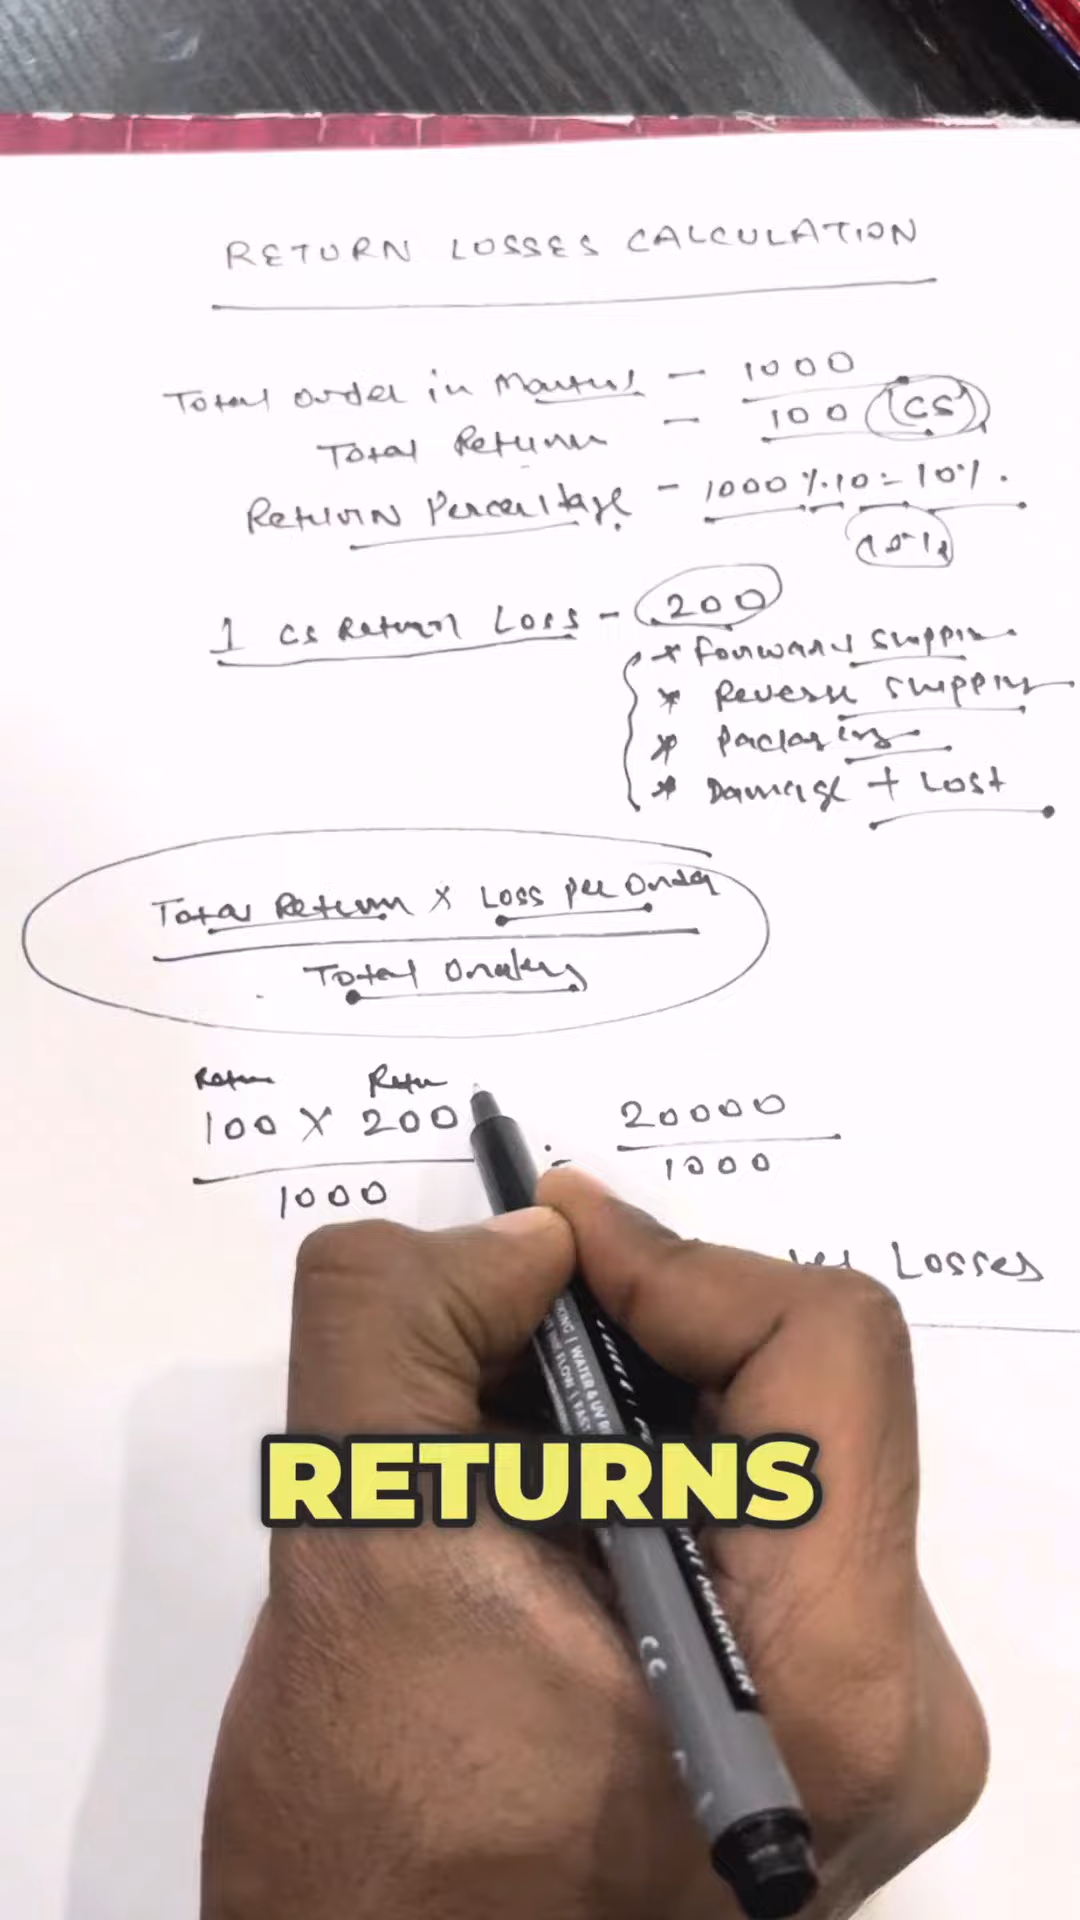 RETURN LOSSES CALCULATION
Total order in Month - 1000
Total Return - 100 (CS)
Return Percentage - 1000 %.10 = 10%.
10%
1 CS Return Loss - 200
* Forward Shipping
* Reverse Shipping
* Packaging
* Damage + Lost
Total Return X Loss Per Order
Total Orders
Return Retu
100 X 200 = 20000
1000 1000
Losses
RETURNS